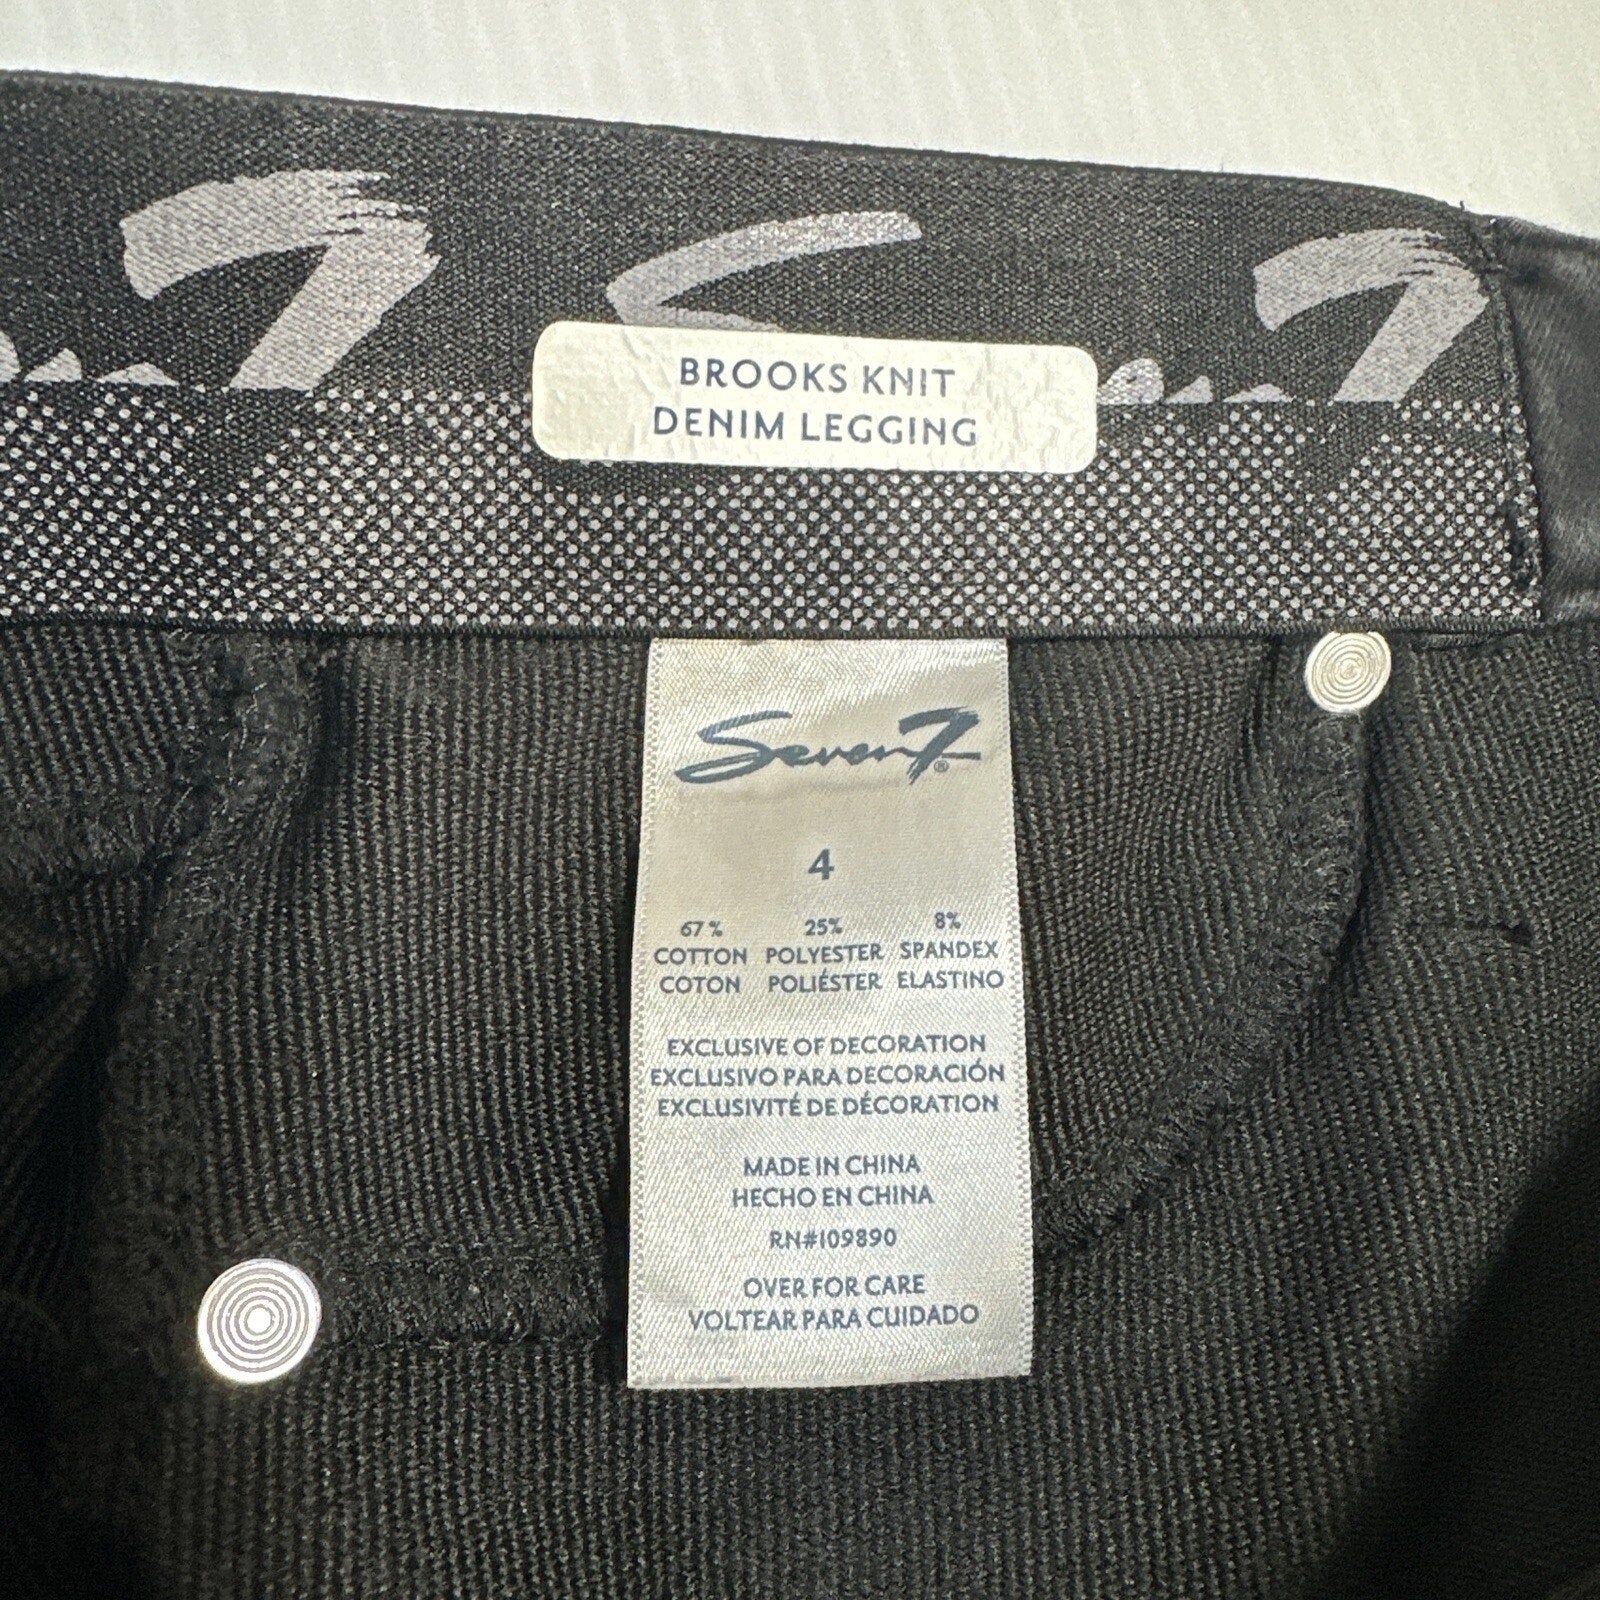 BROOKS KNIT
DENIM LEGGING
Seven7®
4
67% 25% 8%
COTTON POLYESTER SPANDEX
COTON POLIÉSTER ELASTINO
EXCLUSIVE OF DECORATION
EXCLUSIVO PARA DECORACIÓN
EXCLUSIVITÉ DE DÉCORATION
MADE IN CHINA
HECHO EN CHINA
RN#109890
OVER FOR CARE
VOLTEAR PARA CUIDADO